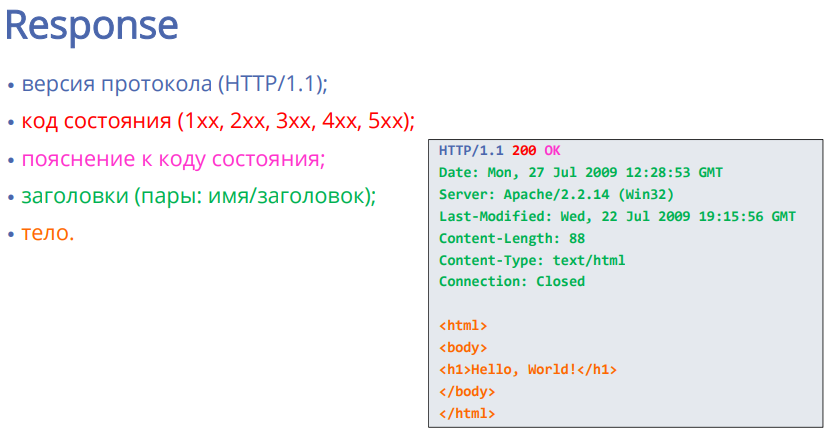 Response
• версия протокола (HTTP/1.1);
• код состояния (1xx, 2xx, 3xx, 4xx, 5xx);
• пояснение к коду состояния;
• заголовки (пары: имя/заголовок);
• тело.
HTTP/1.1 200 OK
Date: Mon, 27 Jul 2009 12:28:53 GMT
Server: Apache/2.2.14 (Win32)
Last-Modified: Wed, 22 Jul 2009 19:15:56 GMT
Content-Length: 88
Content-Type: text/html
Connection: Closed
<html>
<body>
<h1>Hello, World!</h1>
</body>
</html>